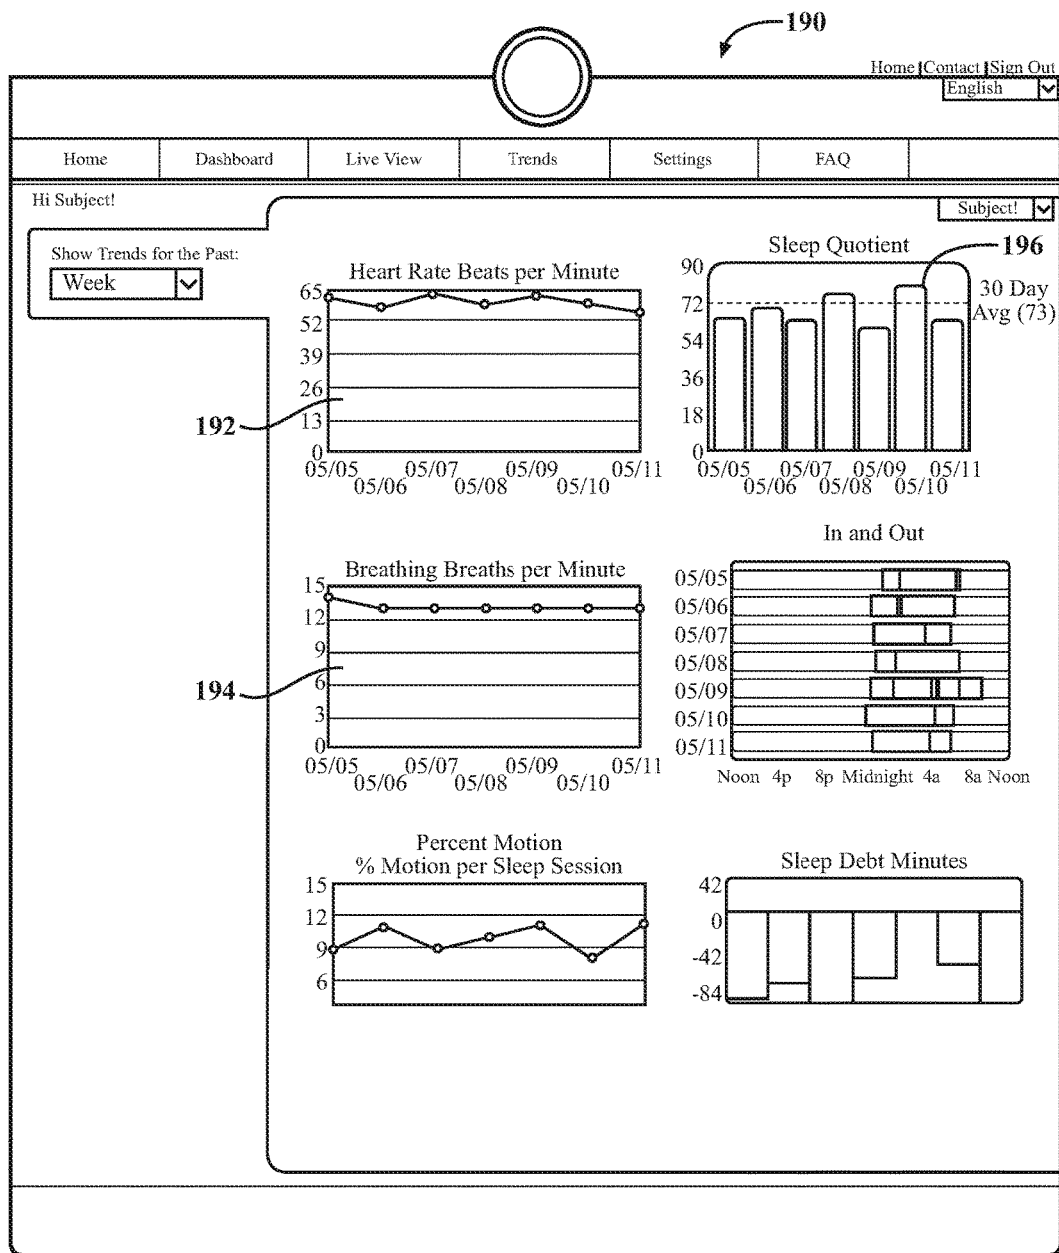 190
Home | Contact | Sign Out
English
Home Dashboard Live View Trends Settings FAQ
Hi Subject!
Subject!
Show Trends for the Past:
Week
Heart Rate Beats per Minute
65
52
39
26
13
0
05/05 05/07 05/09 05/11
05/06 05/08 05/10
192
Sleep Quotient
196
90
72
54
36
18
0
30 Day
Avg (73)
05/05 05/07 05/09 05/11
05/06 05/08 05/10
Breathing Breaths per Minute
15
12
9
6
3
0
05/05 05/07 05/09 05/11
05/06 05/08 05/10
194
In and Out
05/05
05/06
05/07
05/08
05/09
05/10
05/11
Noon 4p 8p Midnight 4a 8a Noon
Percent Motion
% Motion per Sleep Session
15
12
9
6
Sleep Debt Minutes
42
0
-42
-84